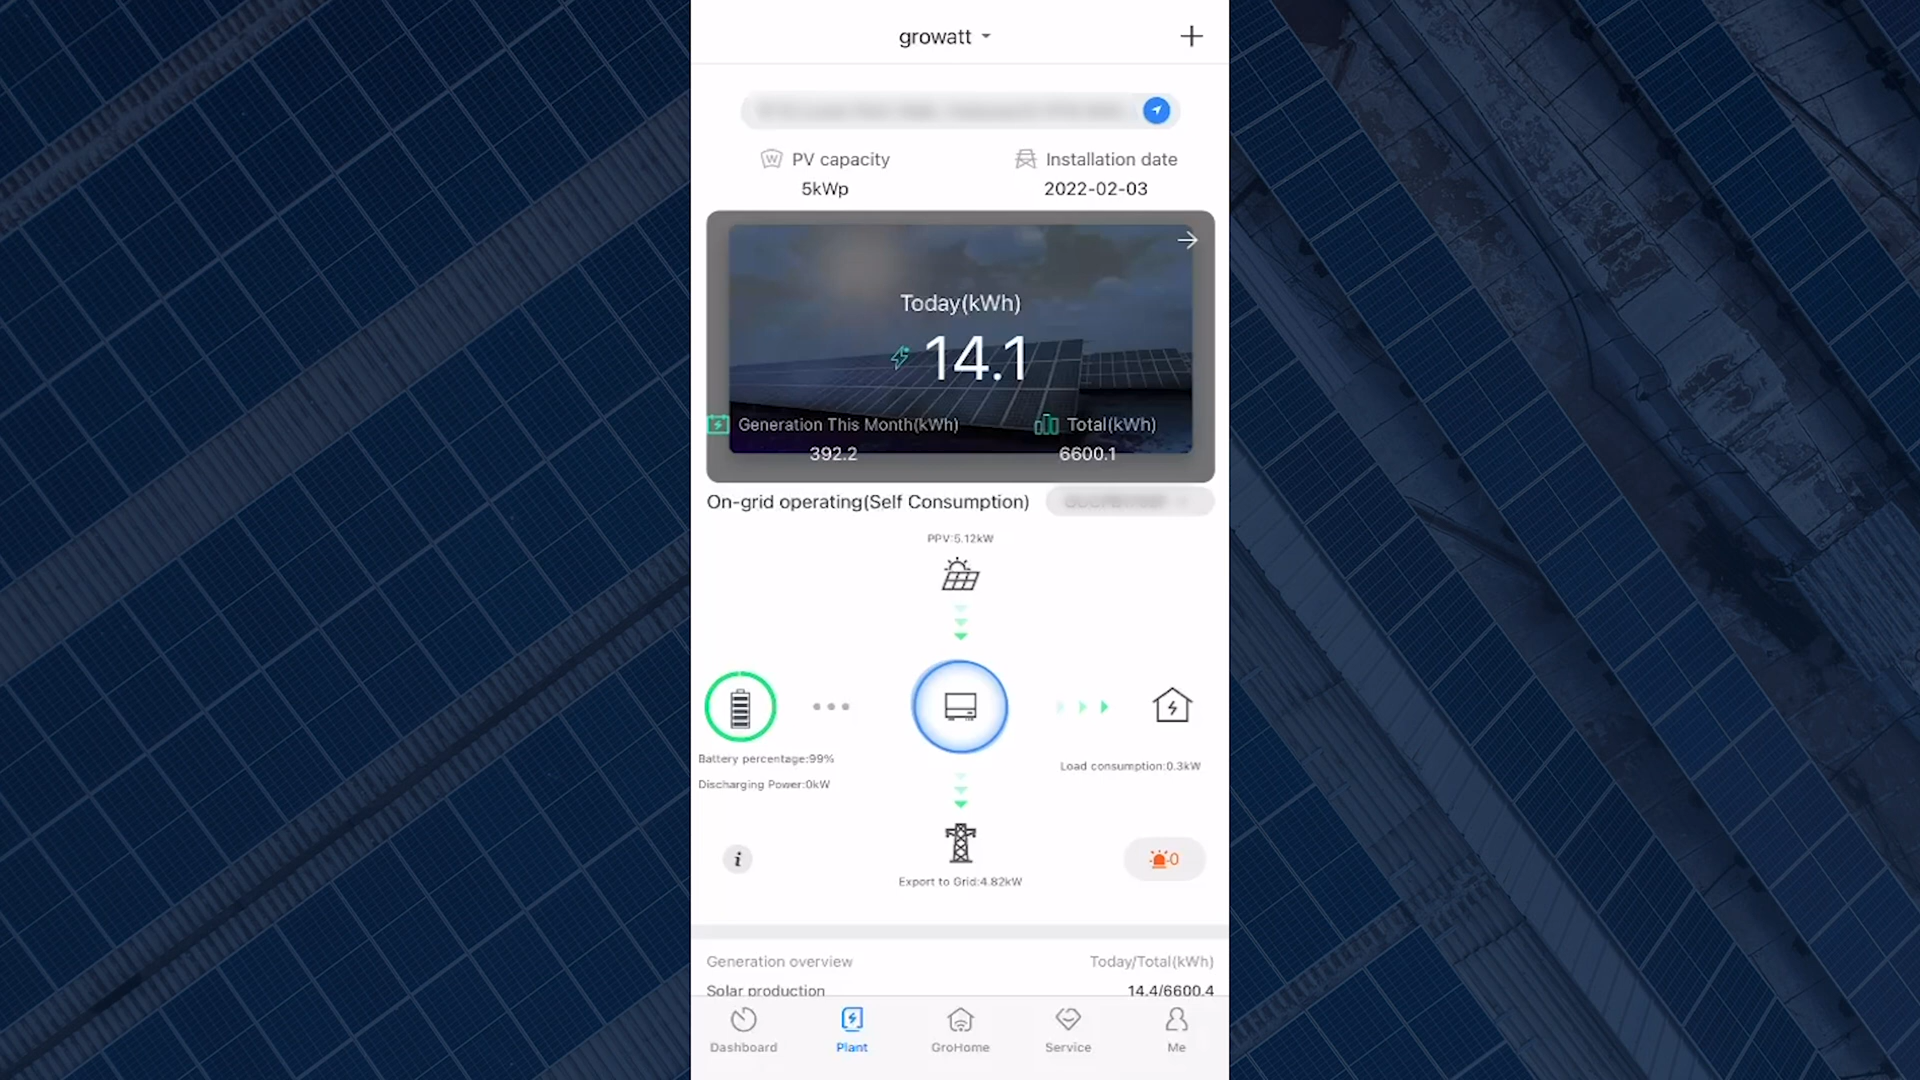 growatt
PV capacity
5kWp
Installation date
2022-02-03
Today(kWh)
14.1
Generation This Month(kWh)
392.2
Total(kWh)
6600.1
On-grid operating(Self Consumption)
PPV:5.12kW
Battery percentage:99%
Discharging Power:0kW
Load consumption:0.3kW
Export to Grid:4.82kW
0
Generation overview Today/Total(kWh)
Solar production 14.4/6600.4
Dashboard Plant GroHome Service Me